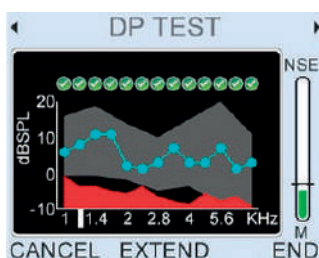 DP TEST
NSE
20
10
0
-10
dBSPL
1 1.4 2 2.8 4 5.6 KHz
M
CANCEL EXTEND END